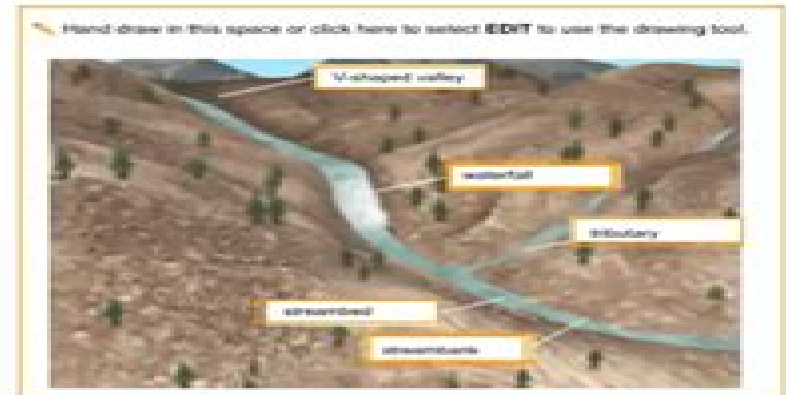 Hand draw in this space or click here to select EDIT to use the drawing tool.
V-shaped valley
waterfall
tributary
streambed
streambank